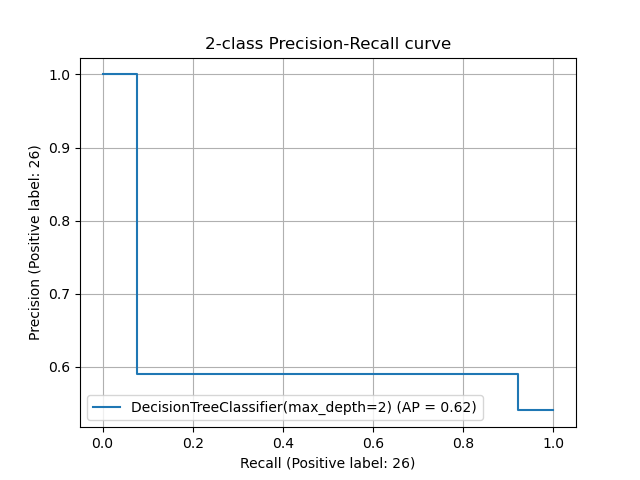 2-class Precision-Recall curve
1.0
0.9
0.8
0.7
0.6
Precision (Positive label: 26)
DecisionTreeClassifier(max_depth=2) (AP = 0.62)
0.0 0.2 0.4 0.6 0.8 1.0
Recall (Positive label: 26)